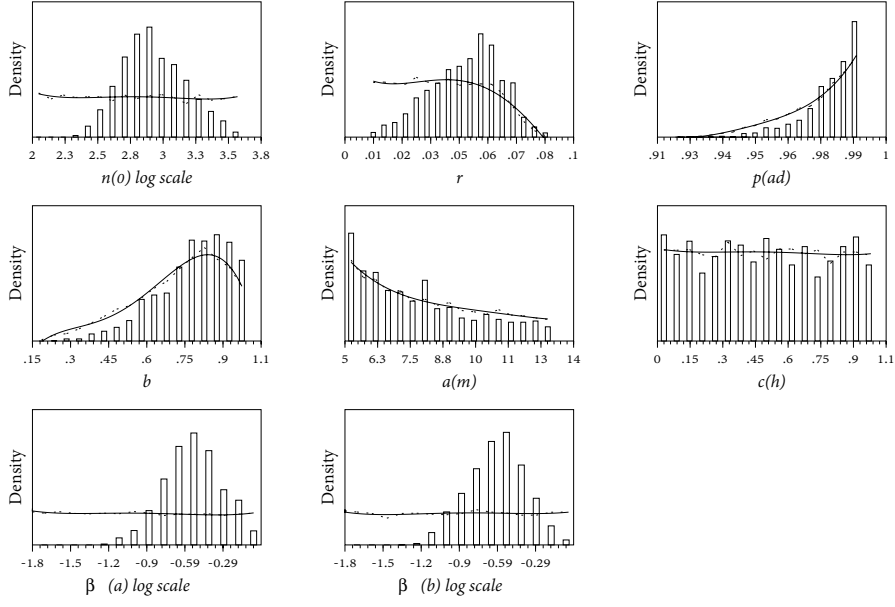 Density
2 2.3 2.5 2.8 3 3.3 3.5 3.8
n(0) log scale
Density
0 .01 .02 .03 .05 .06 .07 .08 .1
r
Density
.91 .93 .94 .95 .96 .98 .99 1
p(ad)
Density
.15 .3 .45 .6 .75 .9 1.1
b
Density
5 6.3 7.5 8.8 10 11 13 14
a(m)
Density
0 .15 .3 .45 .6 .75 .9 1.1
c(h)
Density
-1.8 -1.5 -1.2 -0.9 -0.59 -0.29
β (a) log scale
Density
-1.8 -1.5 -1.2 -0.9 -0.59 -0.29
β (b) log scale